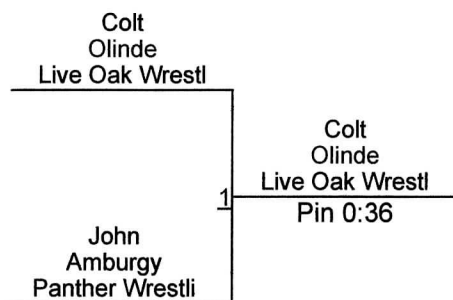 Colt
Olinde
Live Oak Wrestl
Colt
Olinde
Live Oak Wrestl
1
Pin 0:36
John
Amburgy
Panther Wrestli